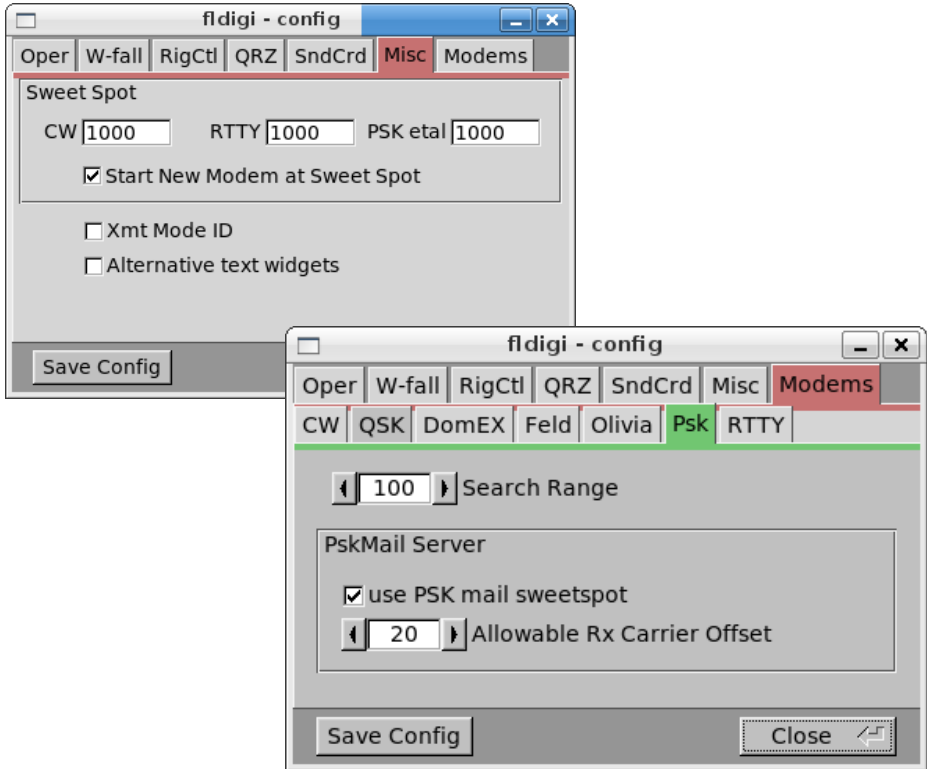 fldigi - config
Oper W-fall RigCtl QRZ SndCrd Misc Modems
Sweet Spot
CW 1000 RTTY 1000 PSK etal 1000
Start New Modem at Sweet Spot
Xmt Mode ID
Alternative text widgets
Save Config
fldigi - config
Oper W-fall RigCtl QRZ SndCrd Misc Modems
CW QSK DomEX Feld Olivia Psk RTTY
100 Search Range
PskMail Server
use PSK mail sweetspot
20 Allowable Rx Carrier Offset
Save Config Close